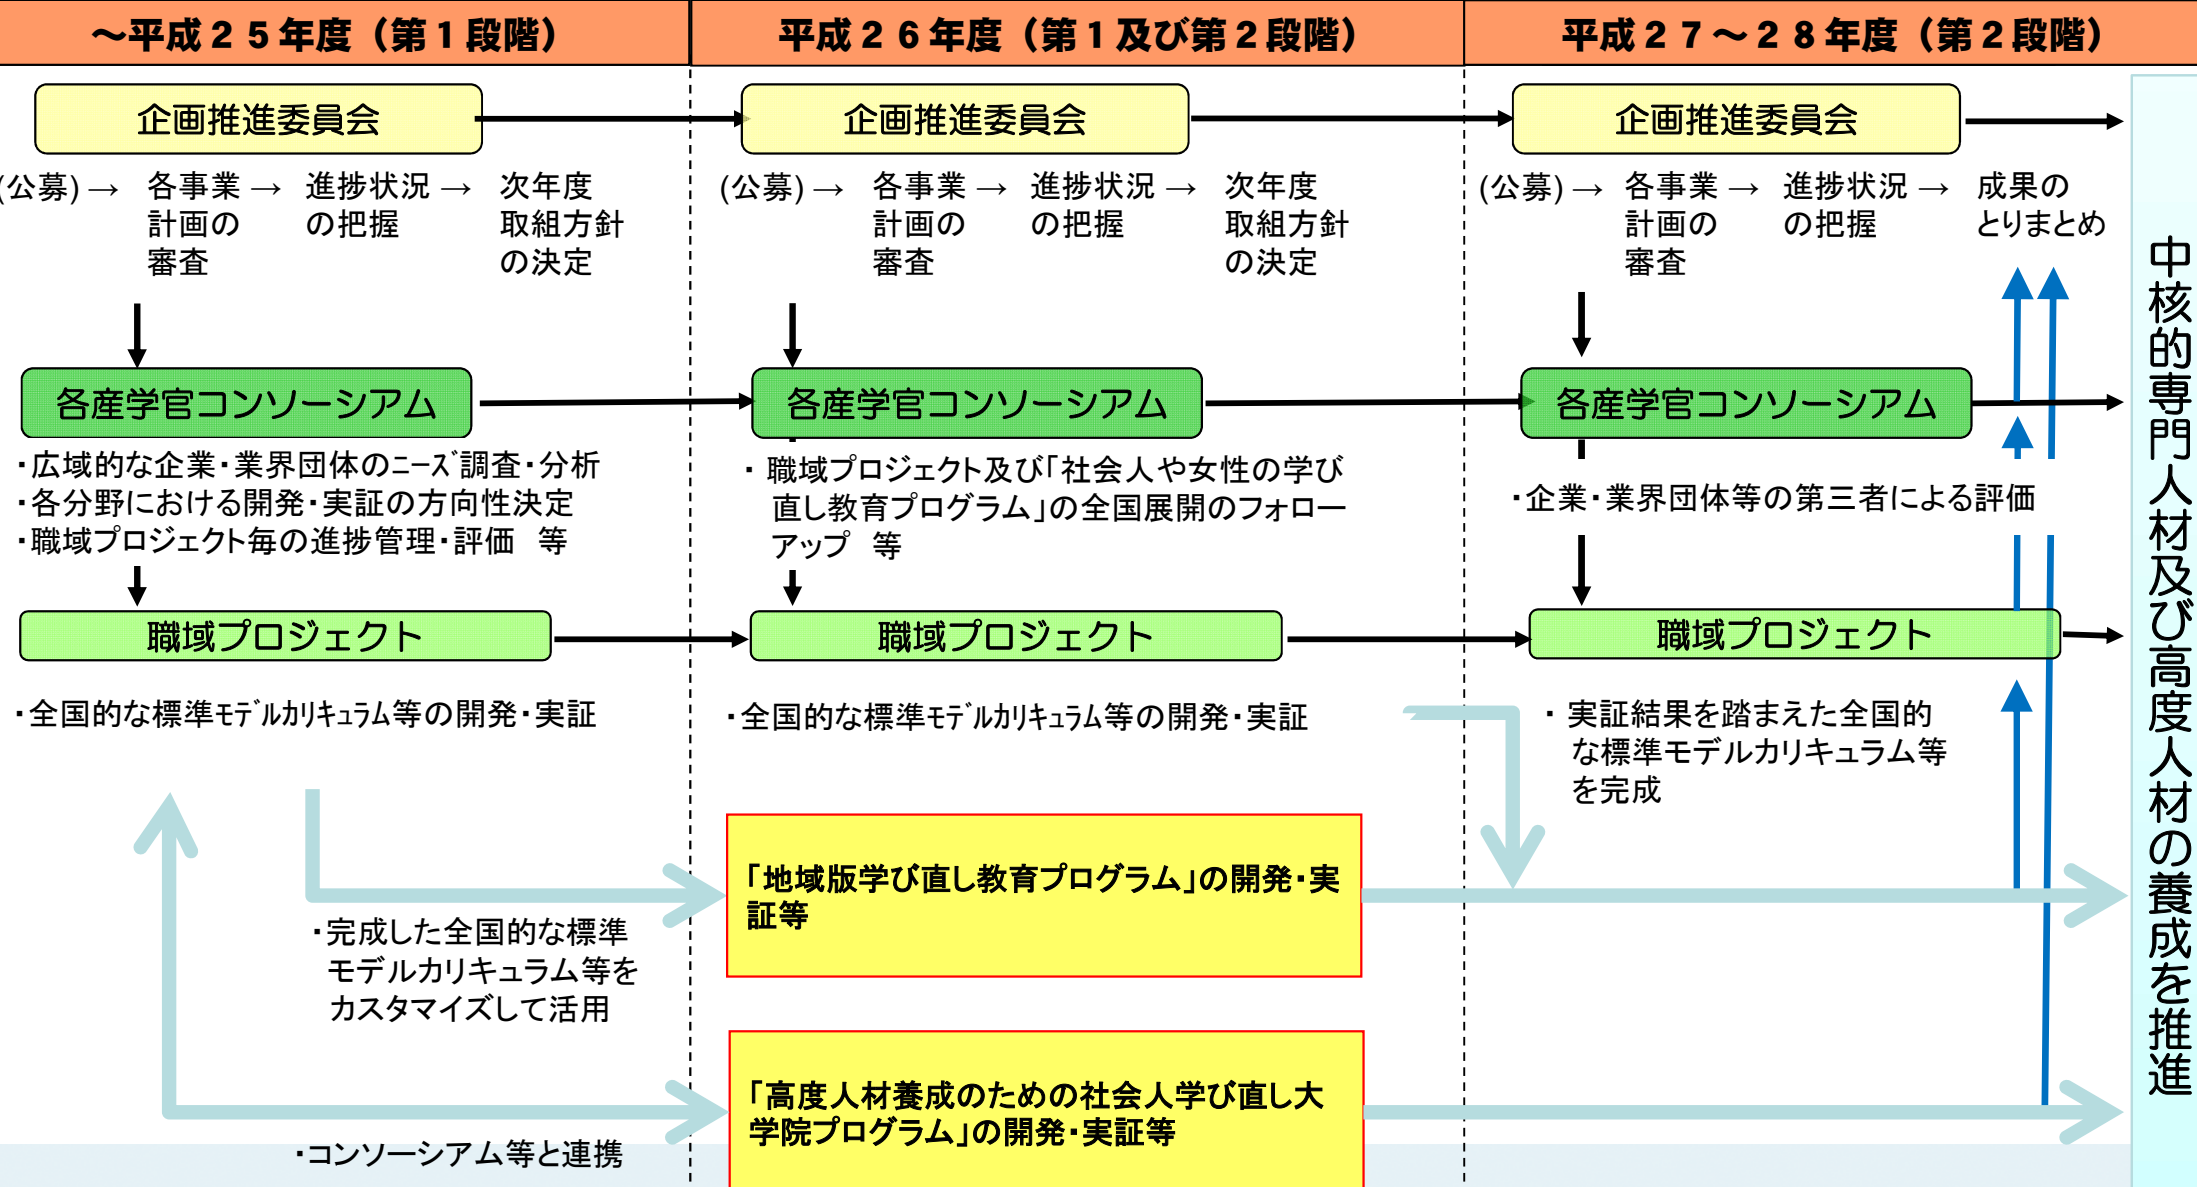 ～平成２５年度（第１段階）
平成２６年度（第１及び第２段階）
平成２７～２８年度（第２段階）
企画推進委員会
企画推進委員会
企画推進委員会
(公募)→ 各事業→ 進捗状況→ 次年度
計画の の把握 取組方針
審査 の決定
(公募)→ 各事業→ 進捗状況→ 次年度
計画の の把握 取組方針
審査 の決定
(公募)→ 各事業→ 進捗状況→ 成果の
計画の の把握 とりまとめ
審査
各産学官コンソーシアム
各産学官コンソーシアム
各産学官コンソーシアム
・広域的な企業・業界団体のﾆｰｽﾞ調査・分析
・各分野における開発・実証の方向性決定
・職域プロジェクト毎の進捗管理・評価 等
・職域プロジェクト及び「社会人や女性の学び
直し教育プログラム」の全国展開のフォロー
アップ 等
・企業・業界団体等の第三者による評価
職域プロジェクト
職域プロジェクト
職域プロジェクト
・全国的な標準ﾓﾃﾞﾙｶﾘｷｭﾗﾑ等の開発・実証
・全国的な標準ﾓﾃﾞﾙｶﾘｷｭﾗﾑ等の開発・実証
・実証結果を踏まえた全国的
な標準モデルカリキュラム等
を完成
「地域版学び直し教育プログラム」の開発・実
証等
・完成した全国的な標準
モデルカリキュラム等を
カスタマイズして活用
「高度人材養成のための社会人学び直し大
学院プログラム」の開発・実証等
・コンソーシアム等と連携
中核的専門人材及び高度人材の養成を推進